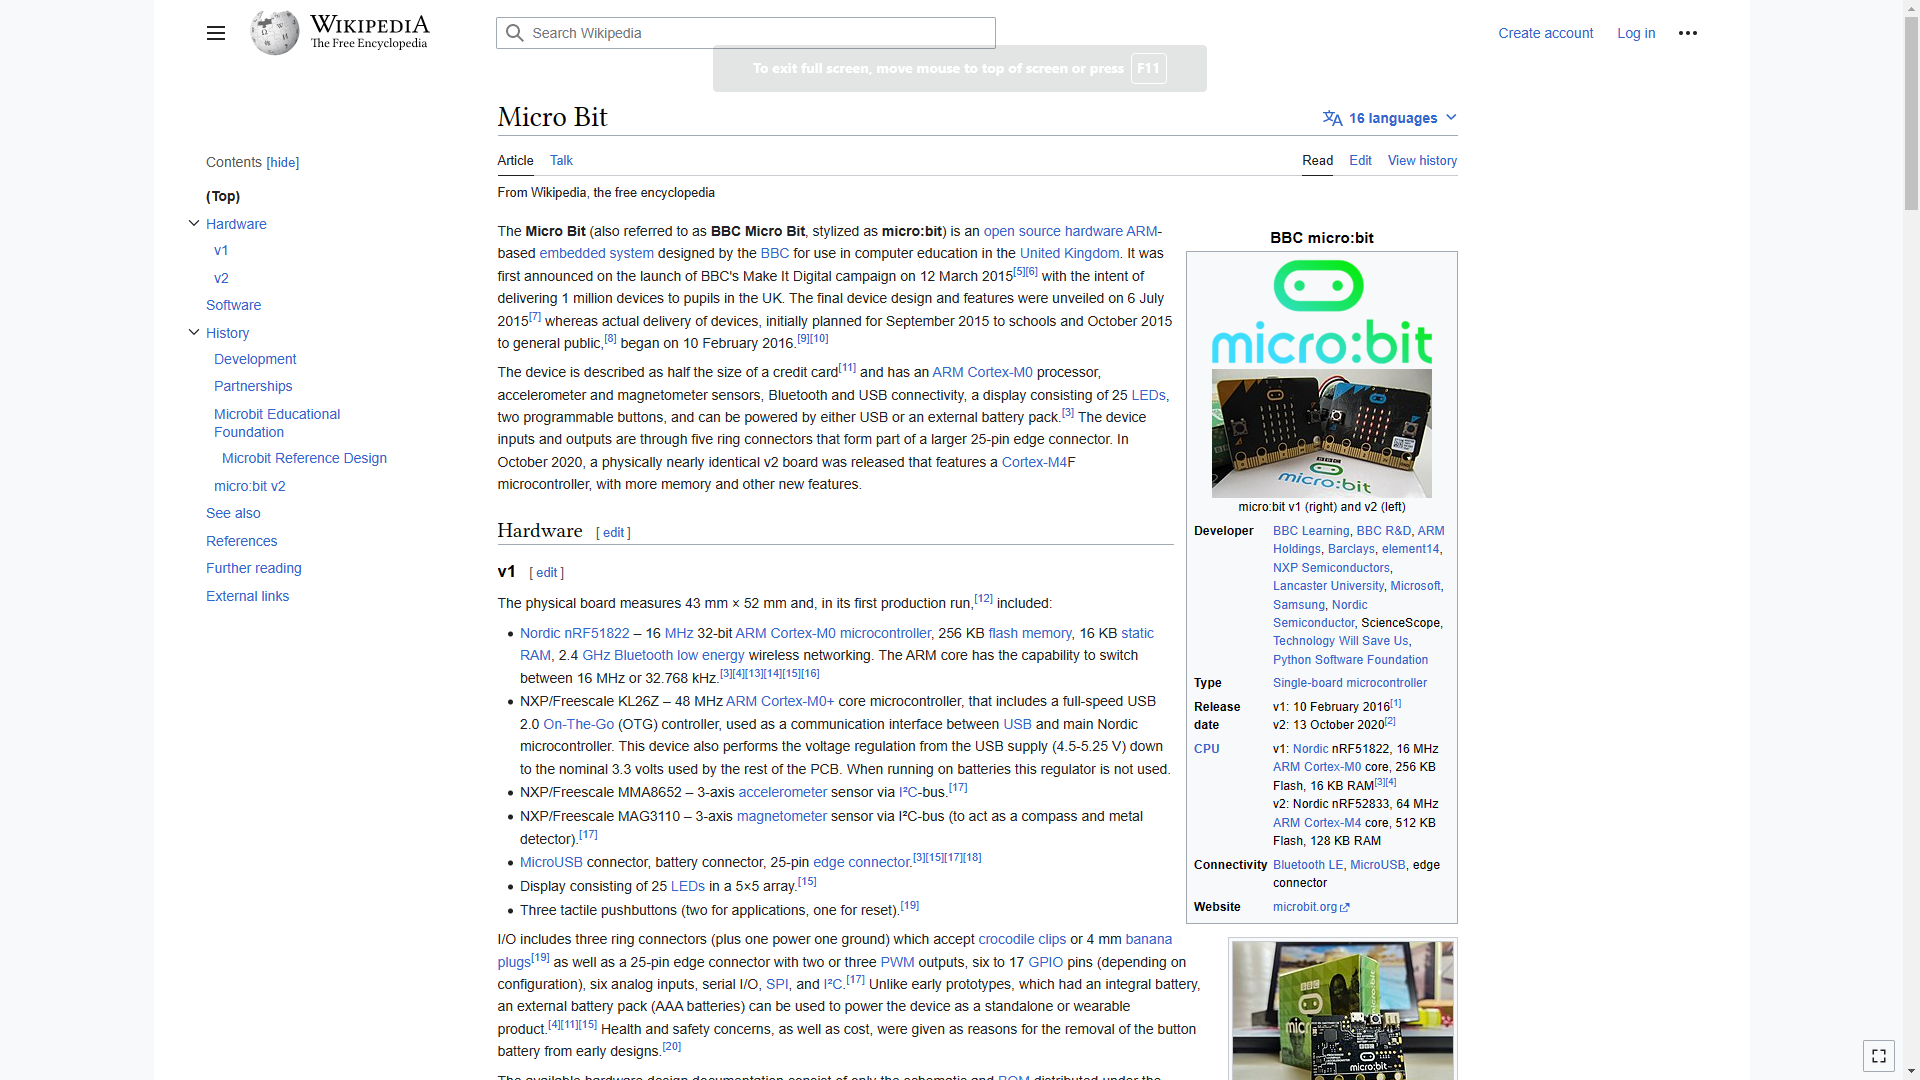 WIKIPEDIA
The Free Encyclopedia
Search Wikipedia
Create account
Log in
To exit full screen, move mouse to top of screen or press F11
Micro Bit
16 languages
Article
Talk
Read
Edit
View history
From Wikipedia, the free encyclopedia
Contents [hide]
(Top)
Hardware
v1
v2
Software
History
Development
Partnerships
Microbit Educational
Foundation
Microbit Reference Design
micro:bit v2
See also
References
Further reading
External links
The Micro Bit (also referred to as BBC Micro Bit, stylized as micro:bit) is an open source hardware ARM-
based embedded system designed by the BBC for use in computer education in the United Kingdom. It was
first announced on the launch of BBC's Make It Digital campaign on 12 March 2015[5][6] with the intent of
delivering 1 million devices to pupils in the UK. The final device design and features were unveiled on 6 July
2015[7] whereas actual delivery of devices, initially planned for September 2015 to schools and October 2015
to general public,[8] began on 10 February 2016.[9][10]
The device is described as half the size of a credit card[11] and has an ARM Cortex-M0 processor,
accelerometer and magnetometer sensors, Bluetooth and USB connectivity, a display consisting of 25 LEDs,
two programmable buttons, and can be powered by either USB or an external battery pack.[3] The device
inputs and outputs are through five ring connectors that form part of a larger 25-pin edge connector. In
October 2020, a physically nearly identical v2 board was released that features a Cortex-M4F
microcontroller, with more memory and other new features.
Hardware [ edit ]
v1 [ edit ]
The physical board measures 43 mm × 52 mm and, in its first production run,[12] included:
• Nordic nRF51822 – 16 MHz 32-bit ARM Cortex-M0 microcontroller, 256 KB flash memory, 16 KB static
RAM, 2.4 GHz Bluetooth low energy wireless networking. The ARM core has the capability to switch
between 16 MHz or 32.768 kHz.[3][4][13][14][15][16]
• NXP/Freescale KL26Z – 48 MHz ARM Cortex-M0+ core microcontroller, that includes a full-speed USB
2.0 On-The-Go (OTG) controller, used as a communication interface between USB and main Nordic
microcontroller. This device also performs the voltage regulation from the USB supply (4.5-5.25 V) down
to the nominal 3.3 volts used by the rest of the PCB. When running on batteries this regulator is not used.
• NXP/Freescale MMA8652 – 3-axis accelerometer sensor via I²C-bus.[17]
• NXP/Freescale MAG3110 – 3-axis magnetometer sensor via I²C-bus (to act as a compass and metal
detector).[17]
• MicroUSB connector, battery connector, 25-pin edge connector.[3][15][17][18]
• Display consisting of 25 LEDs in a 5×5 array.[15]
• Three tactile pushbuttons (two for applications, one for reset).[19]
I/O includes three ring connectors (plus one power one ground) which accept crocodile clips or 4 mm banana
plugs[19] as well as a 25-pin edge connector with two or three PWM outputs, six to 17 GPIO pins (depending on
configuration), six analog inputs, serial I/O, SPI, and I²C.[17] Unlike early prototypes, which had an integral battery,
an external battery pack (AAA batteries) can be used to power the device as a standalone or wearable
product.[4][11][15] Health and safety concerns, as well as cost, were given as reasons for the removal of the button
battery from early designs.[20]
The available hardware design documentation consist of only the schematic and BOM distributed under the
BBC micro:bit
micro:bit
BBC
micro:bit
micro:bit v1 (right) and v2 (left)
Developer BBC Learning, BBC R&D, ARM
Holdings, Barclays, element14,
NXP Semiconductors,
Lancaster University, Microsoft,
Samsung, Nordic
Semiconductor, ScienceScope,
Technology Will Save Us,
Python Software Foundation
Type Single-board microcontroller
Release v1: 10 February 2016[1]
date v2: 13 October 2020[2]
CPU v1: Nordic nRF51822, 16 MHz
ARM Cortex-M0 core, 256 KB
Flash, 16 KB RAM[3][4]
v2: Nordic nRF52833, 64 MHz
ARM Cortex-M4 core, 512 KB
Flash, 128 KB RAM
Connectivity Bluetooth LE, MicroUSB, edge
connector
Website microbit.org
micro:bit
micr
BBC
micro:bit